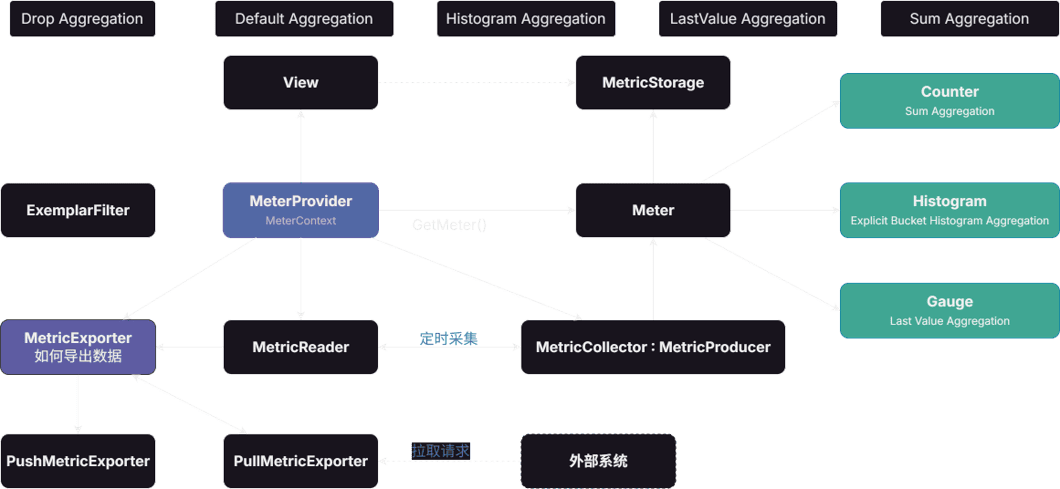 Drop Aggregation
Default Aggregation
Histogram Aggregation
LastValue Aggregation
Sum Aggregation
View
MetricStorage
Counter
Sum Aggregation
ExemplarFilter
MeterProvider
MeterContext
GetMeter()
Meter
Histogram
Explicit Bucket Histogram Aggregation
Gauge
Last Value Aggregation
MetricExporter
如何导出数据
MetricReader
定时采集
MetricCollector : MetricProducer
PushMetricExporter
PullMetricExporter
拉取请求
外部系统